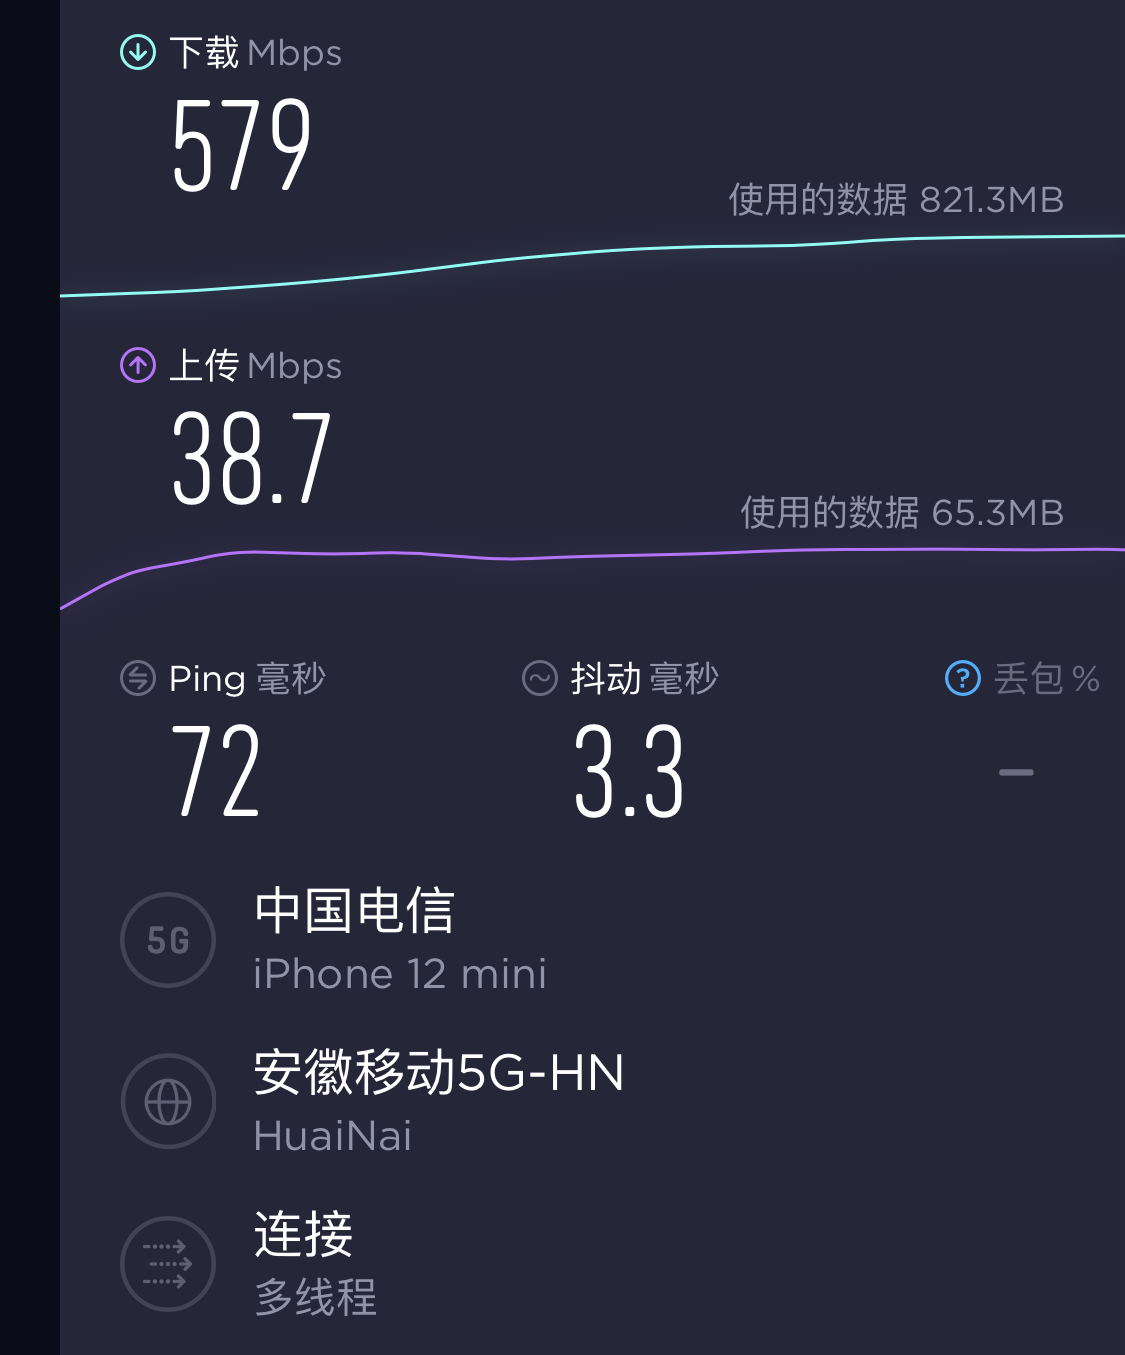 下载 Mbps
579
使用的数据 821.3MB
上传 Mbps
38.7
使用的数据 65.3MB
Ping 毫秒 抖动 毫秒 ? 丢包 %
72 3.3 –
5G 中国电信
iPhone 12 mini
安徽移动5G-HN
HuaiNai
连接
多线程